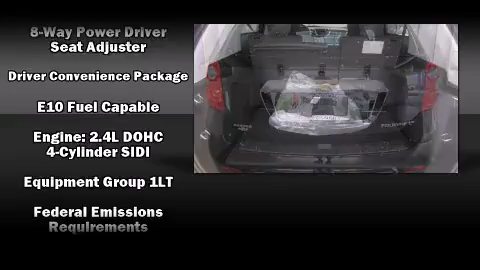 8-Way Power Driver
Seat Adjuster
Driver Convenience Package
E10 Fuel Capable
Engine: 2.4L DOHC
4-Cylinder SIDI
Equipment Group 1LT
Federal Emissions
Requirements